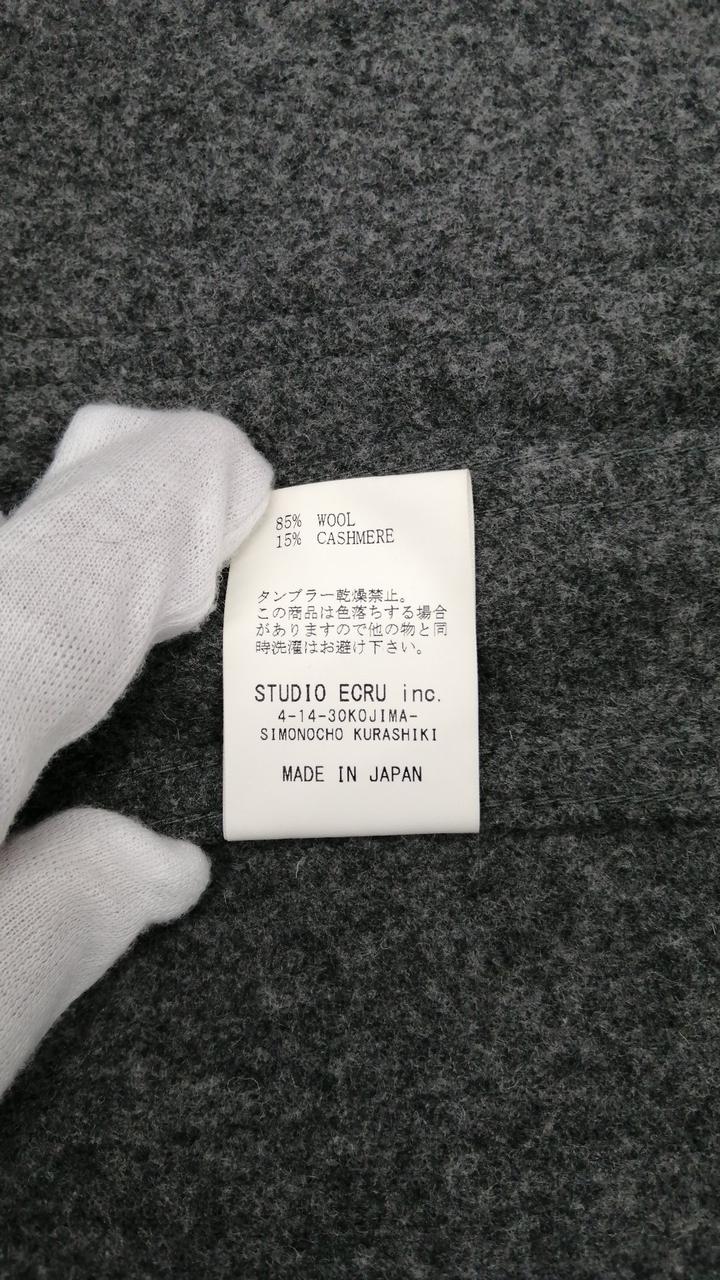 85% WOOL
15% CASHMERE
タンブラー乾燥禁止。
この商品は色落ちする場合
がありますので他の物と同
時洗濯はお避け下さい。
STUDIO ECRU inc.
4-14-30KOJIMA-
SIMONOCHO KURASHIKI
MADE IN JAPAN